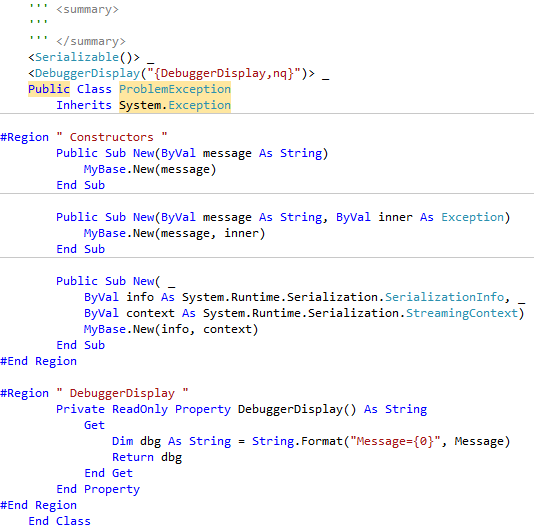 ''' <summary>
'''
''' </summary>
<Serializable()> _
<DebuggerDisplay("{DebuggerDisplay,nq}")> _
Public Class ProblemException
Inherits System.Exception
#Region " Constructors "
Public Sub New(ByVal message As String)
MyBase.New(message)
End Sub
Public Sub New(ByVal message As String, ByVal inner As Exception)
MyBase.New(message, inner)
End Sub
Public Sub New( _
ByVal info As System.Runtime.Serialization.SerializationInfo, _
ByVal context As System.Runtime.Serialization.StreamingContext)
MyBase.New(info, context)
End Sub
#End Region
#Region " DebuggerDisplay "
Private ReadOnly Property DebuggerDisplay() As String
Get
Dim dbg As String = String.Format("Message={0}", Message)
Return dbg
End Get
End Property
#End Region
End Class